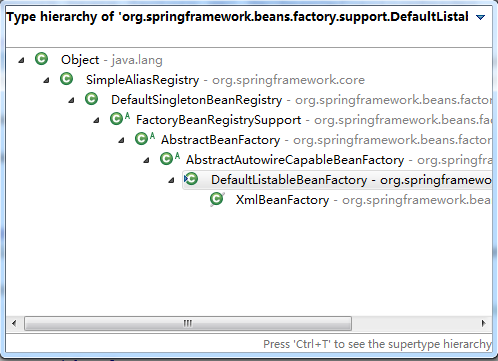 Type hierarchy of 'org.springframework.beans.factory.support.DefaultListal
Object - java.lang
SimpleAliasRegistry - org.springframework.core
DefaultSingletonBeanRegistry - org.springframework.beans.factor
A FactoryBeanRegistrySupport - org.springframework.beans.fact
A AbstractBeanFactory - org.springframework.beans.factory.s
A AbstractAutowireCapableBeanFactory - org.springfra
DefaultListableBeanFactory - org.springframewo
XmlBeanFactory - org.springframework.bea
Press 'Ctrl+T' to see the supertype hierarchy